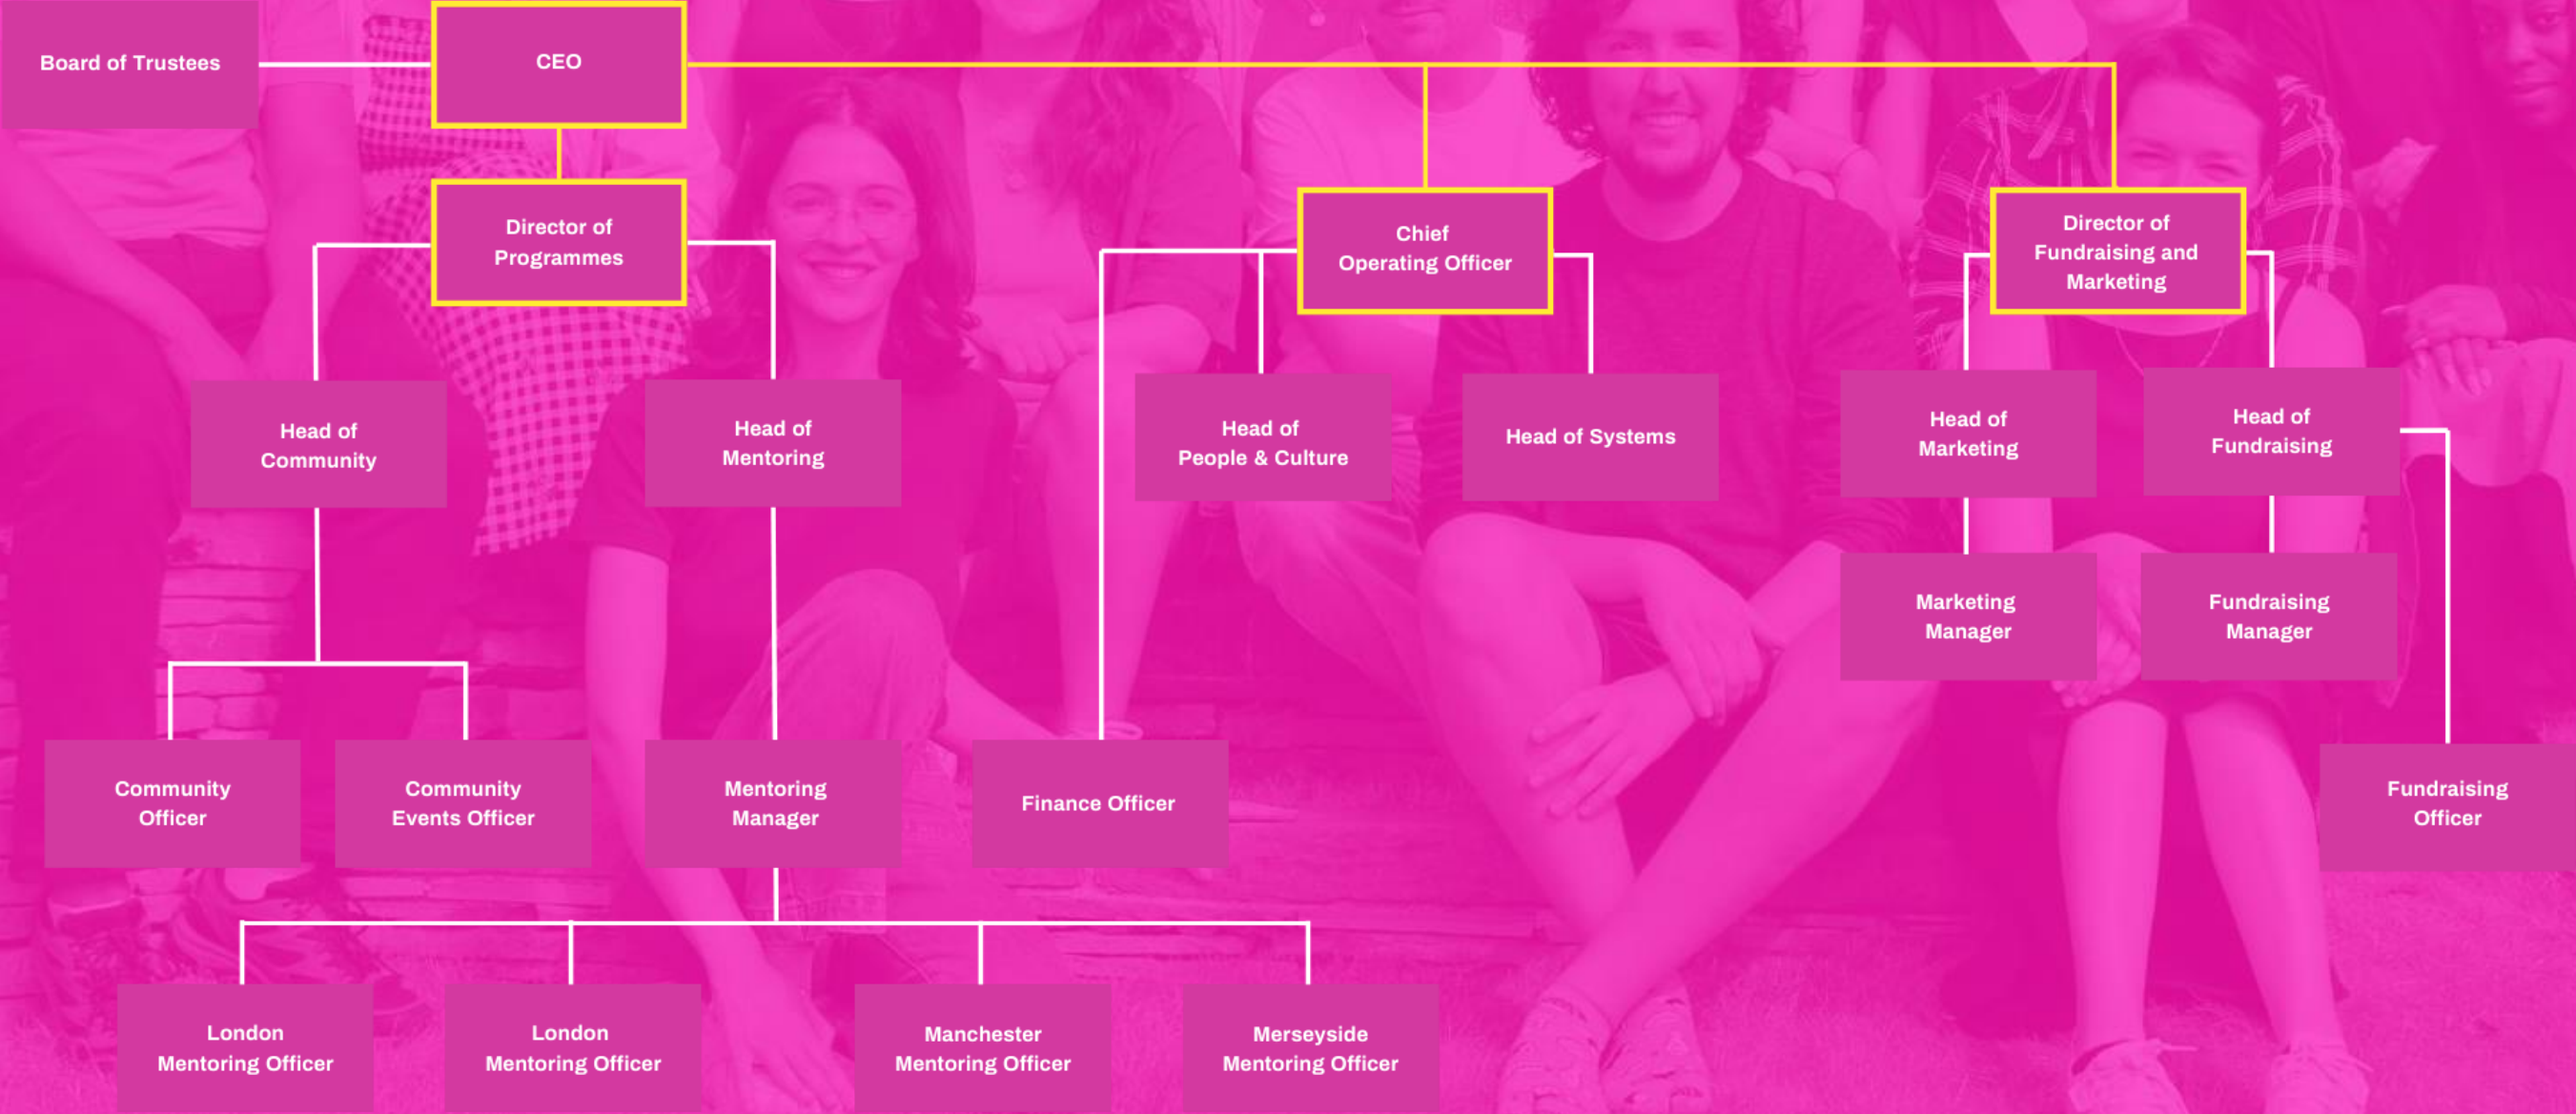 Board of Trustees
CEO
Director of
Programmes
Chief
Operating Officer
Director of
Fundraising and
Marketing
Head of
Community
Head of
Mentoring
Head of
People & Culture
Head of Systems
Head of
Marketing
Head of
Fundraising
Marketing
Manager
Fundraising
Manager
Community
Officer
Community
Events Officer
Mentoring
Manager
Finance Officer
Fundraising
Officer
London
Mentoring Officer
London
Mentoring Officer
Manchester
Mentoring Officer
Merseyside
Mentoring Officer